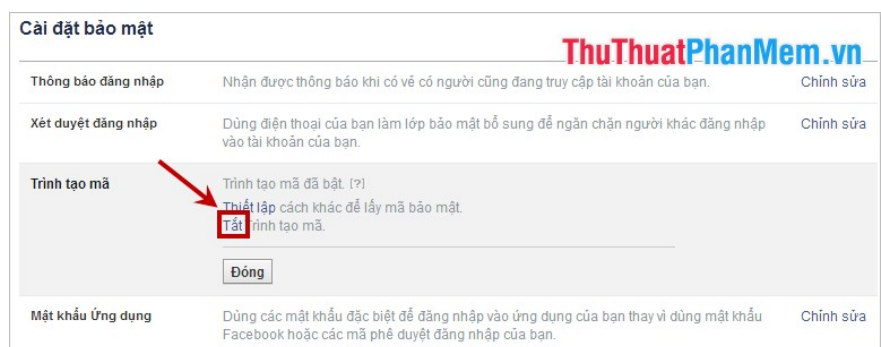 Cài đặt bảo mật
ThuThuatPhanMem.vn
Thông báo đăng nhập
Nhận được thông báo khi có vẻ có người cũng đang truy cập tài khoản của bạn.
Chỉnh sửa
Xét duyệt đăng nhập
Dùng điện thoại của bạn làm lớp bảo mật bổ sung để ngăn chặn người khác đăng nhập
vào tài khoản của bạn.
Chỉnh sửa
Trình tạo mã
Trình tạo mã đã bật. [?]
Thiết lập cách khác để lấy mã bảo mật.
Tắt Trình tạo mã.
Đóng
Mật khẩu Ứng dụng
Dùng các mật khẩu đặc biệt để đăng nhập vào ứng dụng của bạn thay vì dùng mật khẩu
Facebook hoặc các mã phê duyệt đăng nhập của bạn.
Chỉnh sửa